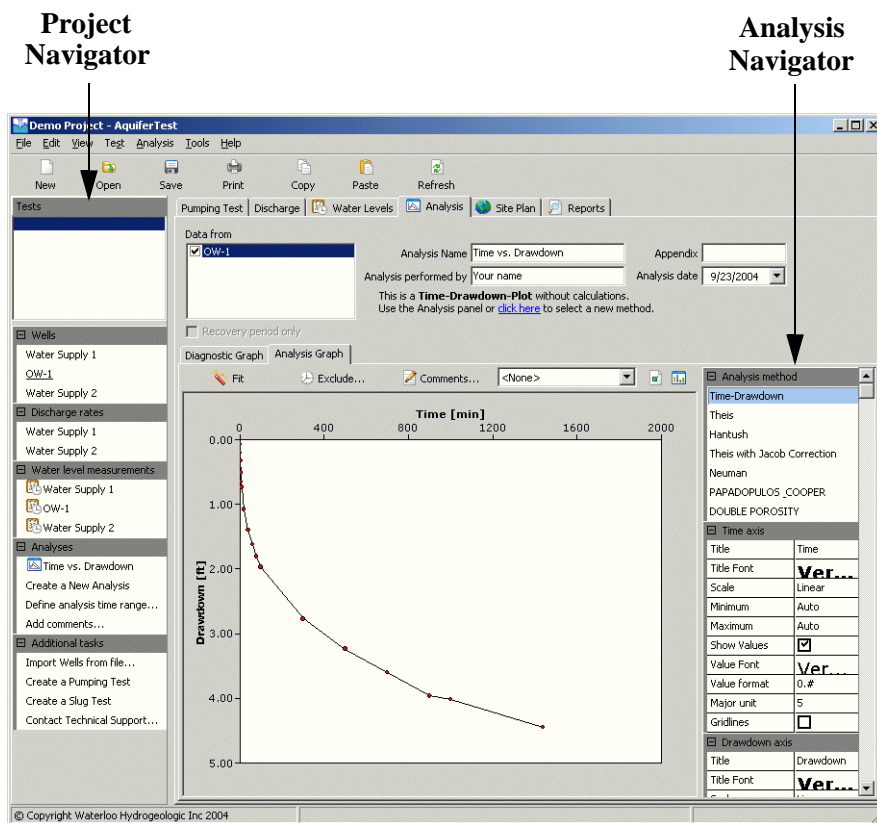 Project
Navigator
Analysis
Navigator
Demo Project - AquiferTest
File Edit View Test Analysis Tools Help
New Open Save Print Copy Paste Refresh
Tests
Pumping Test Discharge Water Levels Analysis Site Plan Reports
Data from
OW-1
Analysis Name Time vs. Drawdown Appendix
Analysis performed by Your name Analysis date 9/23/2004
This is a Time-Drawdown-Plot without calculations.
Use the Analysis panel or click here to select a new method.
Recovery period only
Wells
Water Supply 1
OW-1
Water Supply 2
Discharge rates
Water Supply 1
Water Supply 2
Water level measurements
Water Supply 1
OW-1
Water Supply 2
Analyses
Time vs. Drawdown
Create a New Analysis
Define analysis time range...
Add comments...
Additional tasks
Import Wells from file...
Create a Pumping Test
Create a Slug Test
Contact Technical Support...
Diagnostic Graph Analysis Graph
Fit Exclude... Comments... <None>
Time [min]
0 400 800 1200 1600 2000
0.00
1.00
2.00
3.00
4.00
5.00
Drawdown [ft]
Analysis method
Time-Drawdown
Theis
Hantush
Theis with Jacob Correction
Neuman
PAPADOPULOS _COOPER
DOUBLE POROSITY
Time axis
Title Time
Title Font Ver...
Scale Linear
Minimum Auto
Maximum Auto
Show Values
Value Font Ver...
Value format 0.#
Major unit 5
Gridlines
Drawdown axis
Title Drawdown
Title Font Ver...
© Copyright Waterloo Hydrogeologic Inc 2004